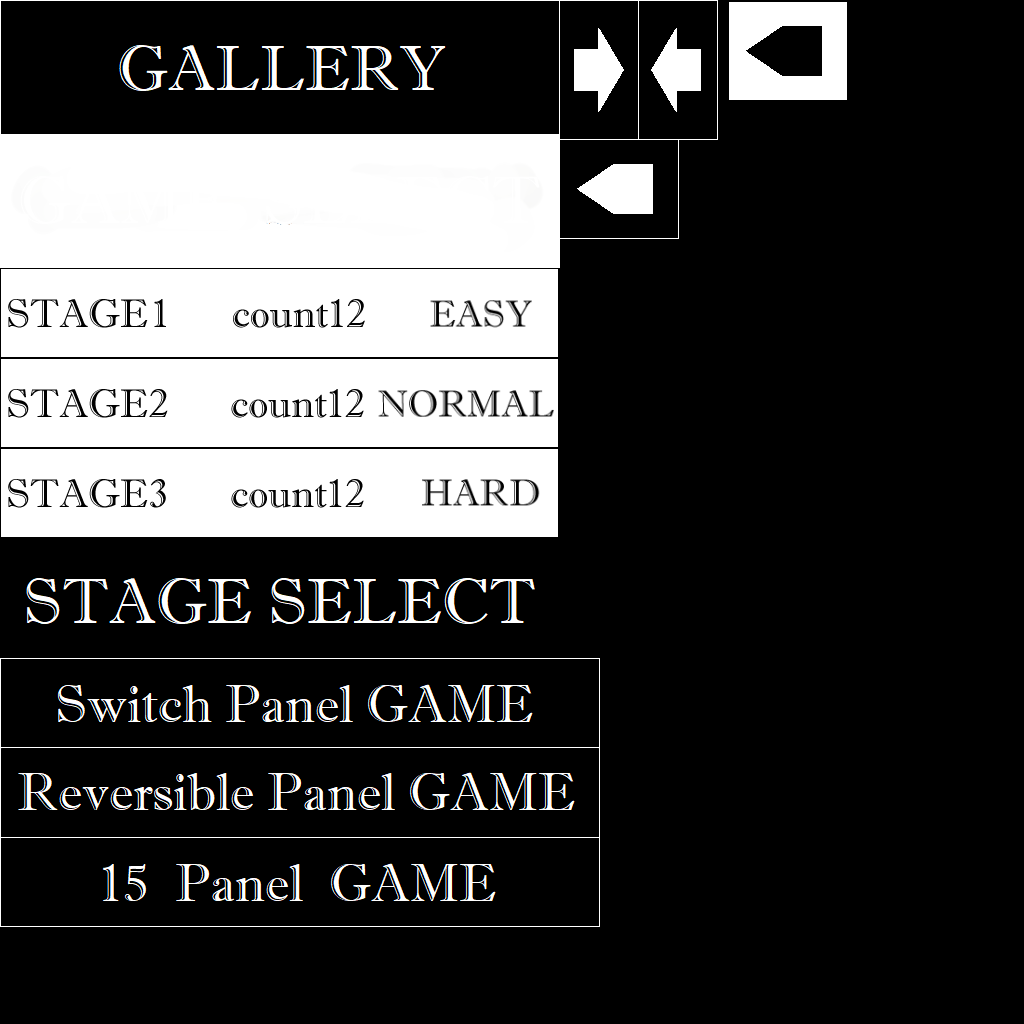 GALLERY
STAGE1 count12 EASY
STAGE2 count12 NORMAL
STAGE3 count12 HARD
STAGE SELECT
Switch Panel GAME
Reversible Panel GAME
15 Panel GAME